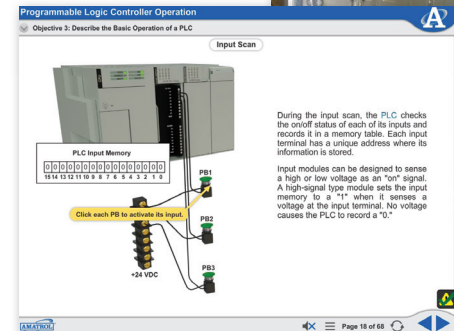 Programmable Logic Controller Operation
Objective 3: Describe the Basic Operation of a PLC
A
Input Scan
During the input scan, the PLC checks
the on/off status of each of its inputs and
records it in a memory table. Each input
terminal has a unique address where its
information is stored.
Input modules can be designed to sense
a high or low voltage as an "on" signal.
A high-signal type module sets the input
memory to a "1" when it senses a
voltage at the input terminal. No voltage
causes the PLC to record a "0."
PLC Input Memory
0 0 0 0 0 0 0 0 0 0 0 0 0 0 0 0
15 14 13 12 11 10 9 8 7 6 5 4 3 2 1 0
PB1
Click each PB to activate its input.
PB2
+24 VDC
PB3
AMATROL
Page 18 of 68